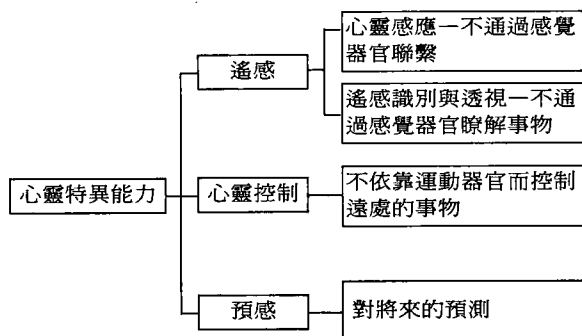 心靈感應一不通過感覺
器官聯繫
遙感
遙感識別與透視一不通
過感覺器官瞭解事物
心靈特異能力
心靈控制
不依靠運動器官而控制
遠處的事物
預感
對將來的預測